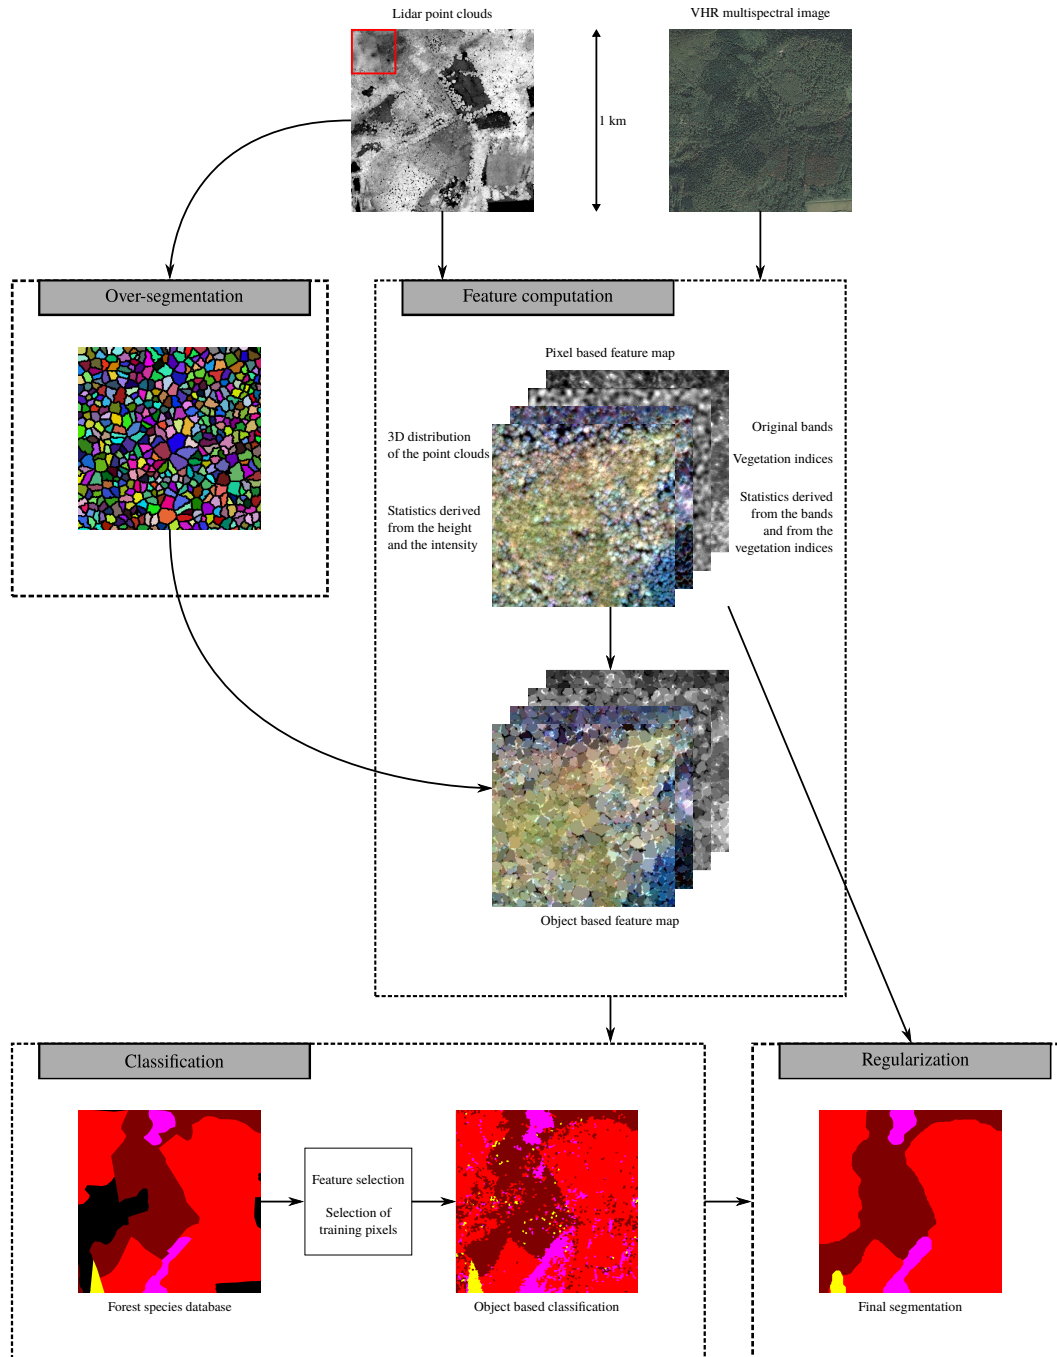 Lidar point clouds
VHR multispectral image
1 km
Over-segmentation
Feature computation
Pixel based feature map
3D distribution
of the point clouds
Statistics derived
from the height
and the intensity
Original bands
Vegetation indices
Statistics derived
from the bands
and from the
vegetation indices
Object based feature map
Classification
Regularization
Feature selection
Selection of
training pixels
Forest species database
Object based classification
Final segmentation